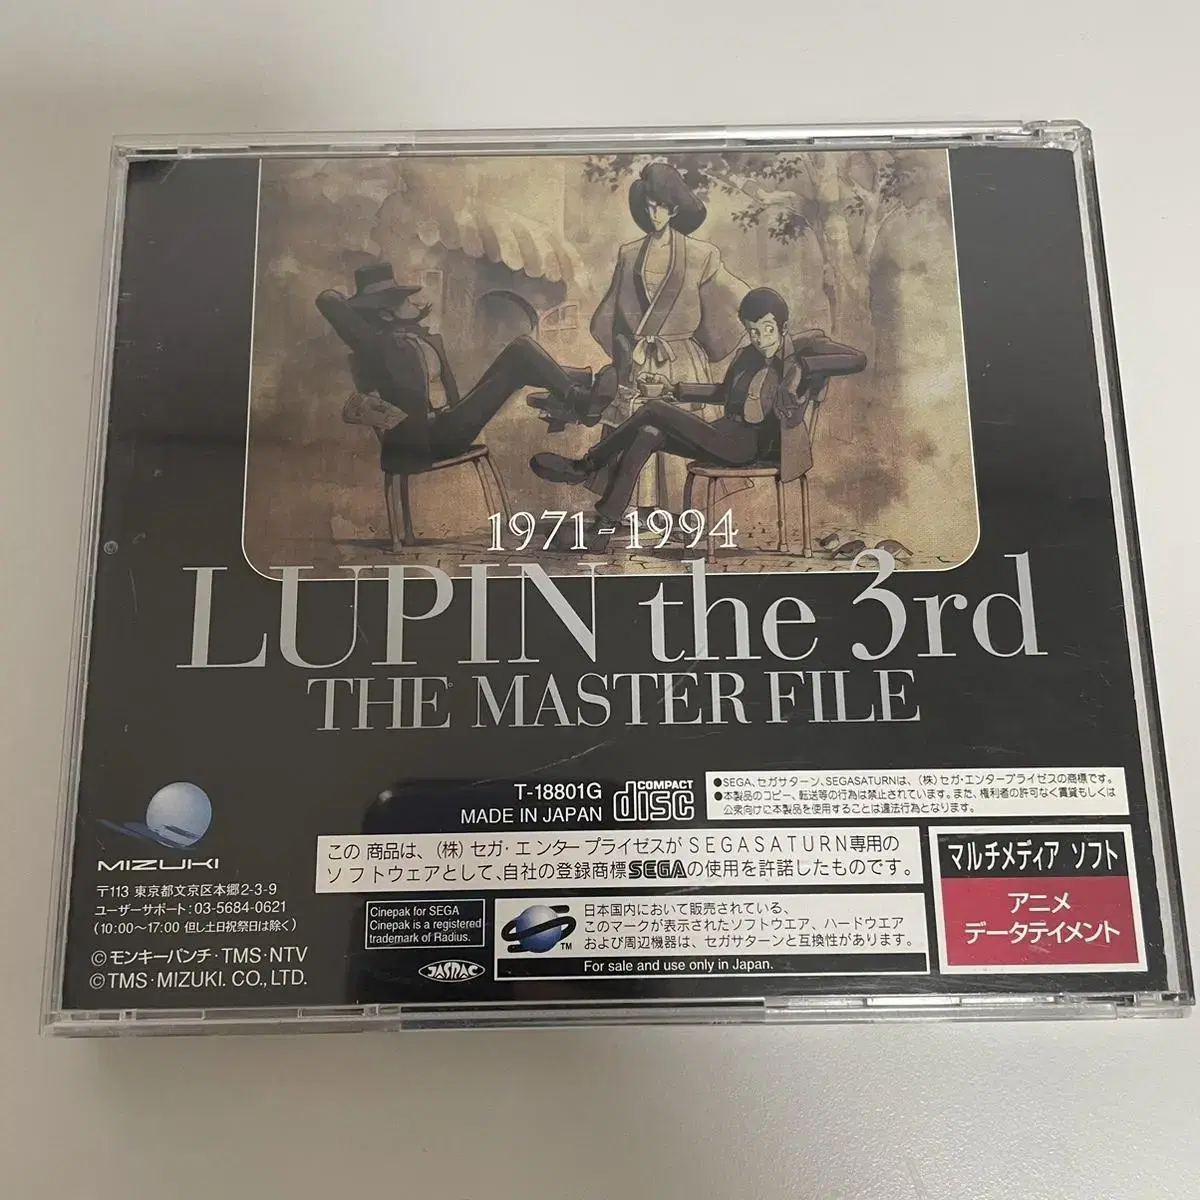 1971-1994
LUPIN the 3rd
THE MASTER FILE
T-18801G
MADE IN JAPAN
COMPACT
disc
●SEGA、セガサターン、SEGASATURNは、(株)セガ・エンタープライゼスの商標です。
●本製品のコピー、転送等の行為は禁止されています。また、権利者の許可なく賃貸もしくは
公衆向けに本製品を使用することは違法行為となります。
この 商品は、(株) セガ・エンタープライゼスがSEGASATURN専用の
ソフトウェアとして、自社の登録商標SEGAの使用を許諾したものです。
マルチメディア ソフト
アニメ
データテイメント
MIZUKI
〒113 東京都文京区本郷2-3-9
ユーザーサポート：03-5684-0621
(10:00～17:00 但し土日祝祭日は除く)
©モンキーパンチ・TMS・NTV
©TMS・MIZUKI. CO., LTD.
Cinepak for SEGA
Cinepak is a registered
trademark of Radius.
JASRAC
TM
日本国内において販売されている、
このマークが表示されたソフトウエア、ハードウエア
および周辺機器は、セガサターンと互換性があります。
For sale and use only in Japan.